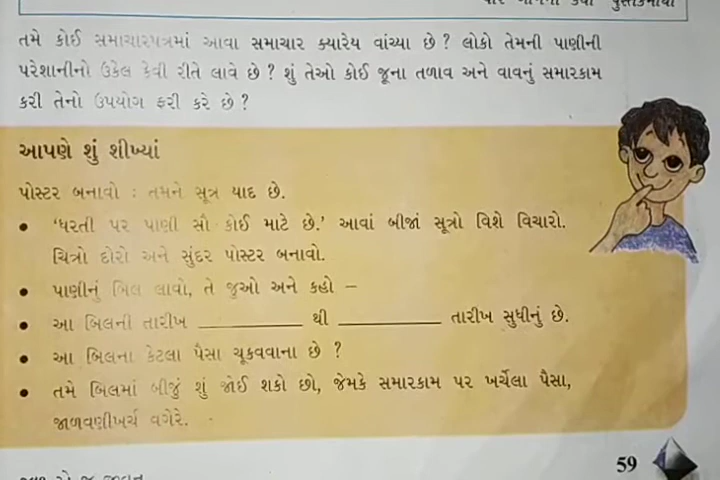 તમે કોઈ સમાચારપત્રમાં આવા સમાચાર ક્યારેય વાંચ્યા છે ? લોકો તેમની પાણીની
પરેશાનીનો ઉકેલ કેવી રીતે લાવે છે ? શું તેઓ કોઈ જૂના તળાવ અને વાવનું સમારકામ
કરી તેનો ઉપયોગ ફરી કરે છે ?
આપણે શું શીખ્યાં
પોસ્ટર બનાવો : તમને સૂત્ર યાદ છે.
• ‘ધરતી પર પાણી સૌ કોઈ માટે છે.’ આવાં બીજાં સૂત્રો વિશે વિચારો.
ચિત્રો દોરો અને સુંદર પોસ્ટર બનાવો.
• પાણીનું બિલ લાવો, તે જુઓ અને કહો –
• આ બિલની તારીખ __________ થી __________ તારીખ સુધીનું છે.
• આ બિલના કેટલા પૈસા ચૂકવવાના છે ?
• તમે બિલમાં બીજું શું જોઈ શકો છો, જેમકે સમારકામ પર ખર્ચેલા પૈસા,
જાળવણીખર્ચ વગેરે.
59